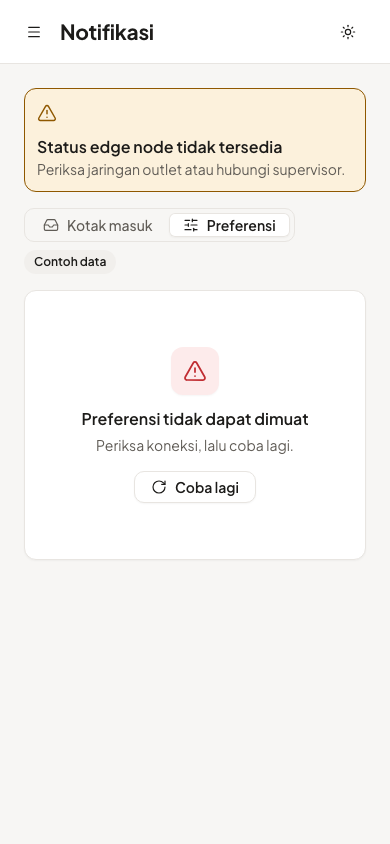 Notifikasi
Status edge node tidak tersedia
Periksa jaringan outlet atau hubungi supervisor.
Kotak masuk
Preferensi
Contoh data
Preferensi tidak dapat dimuat
Periksa koneksi, lalu coba lagi.
Coba lagi